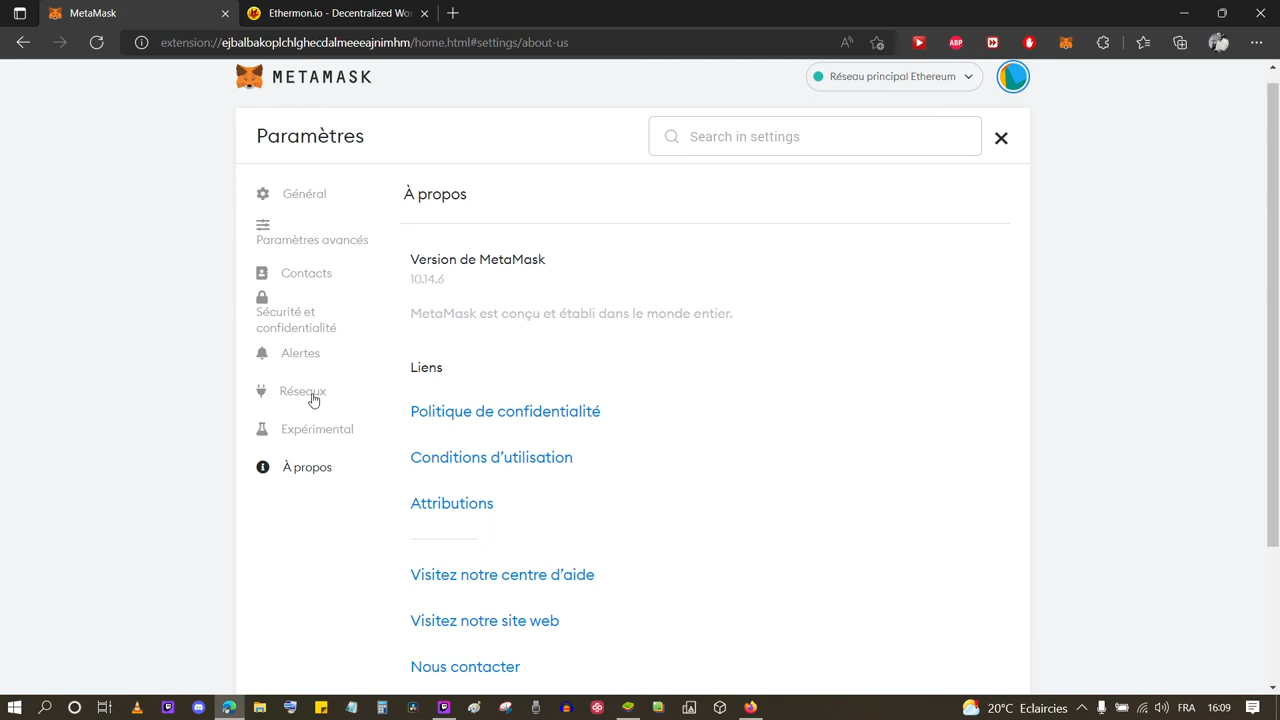 MetaMask
Ethermon.io - Decentralized Wor
extension://ejbalbakoplchlghecdalmeeeajnimhm/home.html#settings/about-us
METAMASK
Réseau principal Ethereum
Paramètres
Search in settings
Général
Paramètres avancés
Contacts
Sécurité et
confidentialité
Alertes
Réseaux
Expérimental
À propos
À propos
Version de MetaMask
10.14.6
MetaMask est conçu et établi dans le monde entier.
Liens
Politique de confidentialité
Conditions d’utilisation
Attributions
Visitez notre centre d’aide
Visitez notre site web
Nous contacter
20°C Eclaircies
FRA
16:09